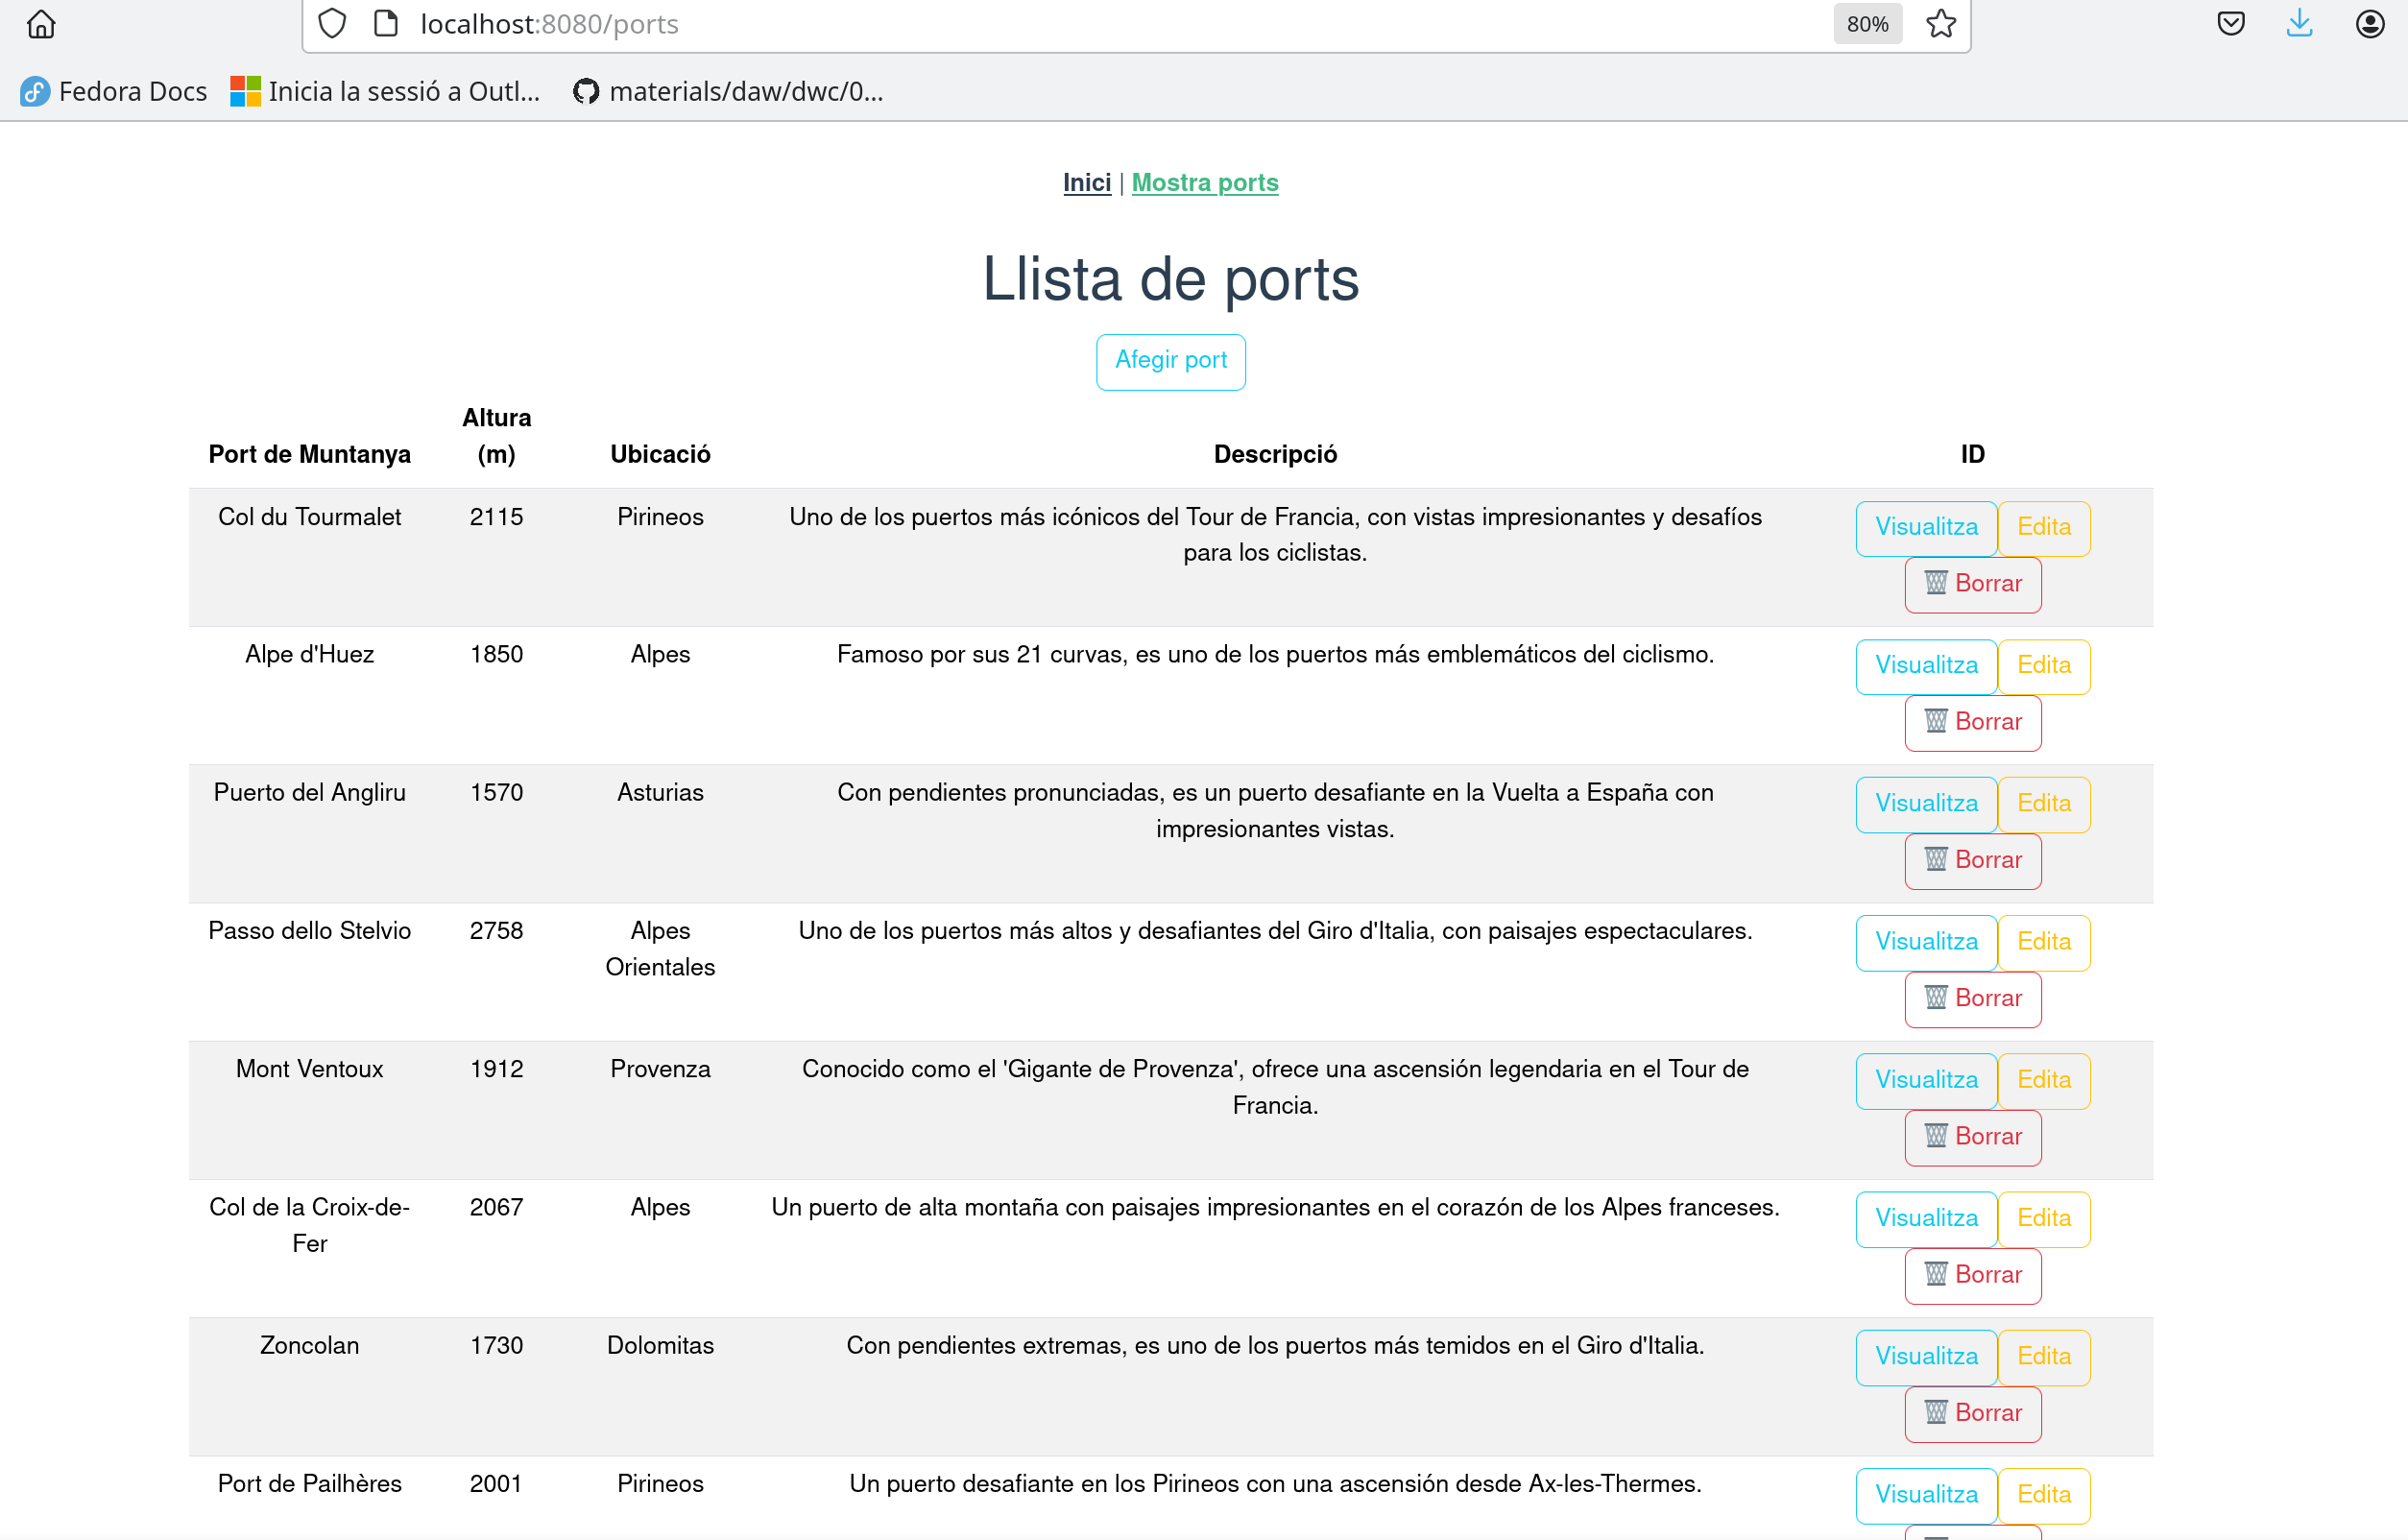 localhost:8080/ports 80%
Fedora Docs Inicia la sessió a Outl... materials/daw/dwc/0...
Inici | Mostra ports
Llista de ports
Afegir port
Port de Muntanya Altura (m) Ubicació Descripció ID
Col du Tourmalet 2115 Pirineos Uno de los puertos más icónicos del Tour de Francia, con vistas impresionantes y desafíos Visualitza Edita
para los ciclistas. Borrar
Alpe d'Huez 1850 Alpes Famoso por sus 21 curvas, es uno de los puertos más emblemáticos del ciclismo. Visualitza Edita
Borrar
Puerto del Angliru 1570 Asturias Con pendientes pronunciadas, es un puerto desafiante en la Vuelta a España con Visualitza Edita
impresionantes vistas. Borrar
Passo dello Stelvio 2758 Alpes Uno de los puertos más altos y desafiantes del Giro d'Italia, con paisajes espectaculares. Visualitza Edita
Orientales Borrar
Mont Ventoux 1912 Provenza Conocido como el 'Gigante de Provenza', ofrece una ascensión legendaria en el Tour de Visualitza Edita
Francia. Borrar
Col de la Croix-de- 2067 Alpes Un puerto de alta montaña con paisajes impresionantes en el corazón de los Alpes franceses. Visualitza Edita
Fer Borrar
Zoncolan 1730 Dolomitas Con pendientes extremas, es uno de los puertos más temidos en el Giro d'Italia. Visualitza Edita
Borrar
Port de Pailhères 2001 Pirineos Un puerto desafiante en los Pirineos con una ascensión desde Ax-les-Thermes. Visualitza Edita